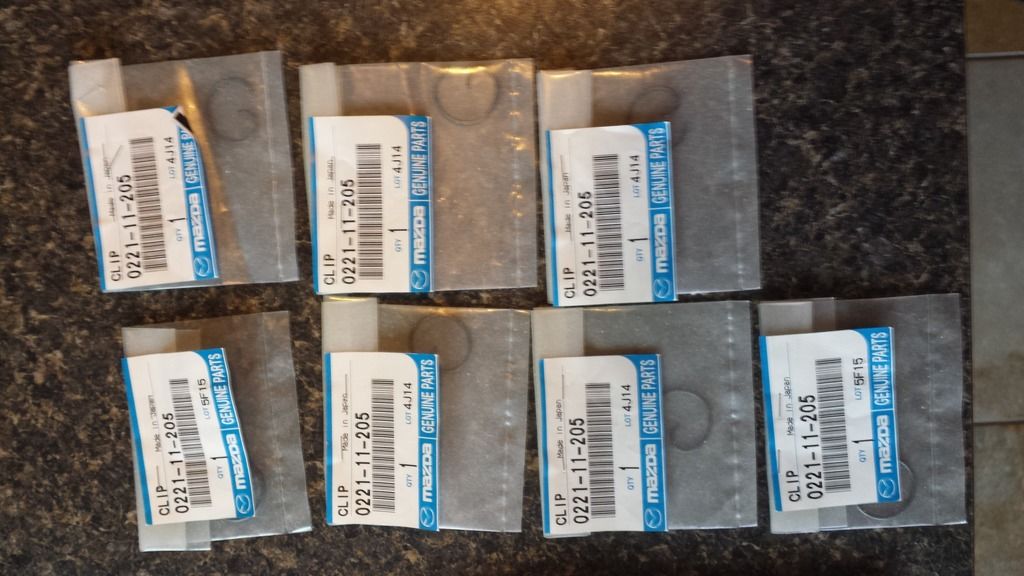 CLIP Made in Japan
0221-11-205
QTY 1 LOT 4J14
mazda GENUINE P
CLIP Made in Japan
0221-11-205
QTY 1 LOT 4J14
mazda GENUINE PARTS
CLIP Made in Japan
0221-11-205
QTY 1 LOT 4J14
mazda GENUINE PARTS
CLIP Made in Japan
0221-11-205
QTY 1 LOT 5F15
mazda GENUINE PARTS
CLIP Made in Japan
0221-11-205
QTY 1 LOT 4J14
mazda GENUINE PARTS
CLIP Made in Japan
0221-11-205
QTY 1 LOT 4J14
mazda GENUINE PARTS
CLIP Made in Japan
0221-11-205
QTY 1 LOT 5F15
mazda GENUINE PARTS